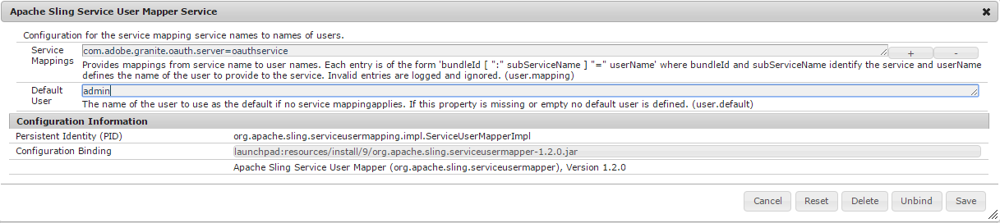 Apache Sling Service User Mapper Service
Configuration for the service mapping service names to names of users.
Service Mappings
com.adobe.granite.oauth.server=oauthservice
+ -
Provides mappings from service name to user names. Each entry is of the form 'bundleId [ ":" subServiceName ] "=" userName' where bundleId and subServiceName identify the service and userName
defines the name of the user to provide to the service. Invalid entries are logged and ignored. (user.mapping)
Default User
admin
The name of the user to use as the default if no service mappingapplies. If this property is missing or empty no default user is defined. (user.default)
Configuration Information
Persistent Identity (PID) org.apache.sling.serviceusermapping.impl.ServiceUserMapperImpl
Configuration Binding launchpad:resources/install/9/org.apache.sling.serviceusermapper-1.2.0.jar
Apache Sling Service User Mapper (org.apache.sling.serviceusermapper), Version 1.2.0
Cancel Reset Delete Unbind Save